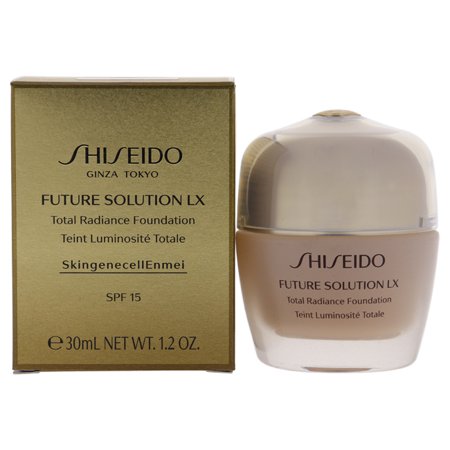 SHISEIDO
GINZA TOKYO
FUTURE SOLUTION LX
Total Radiance Foundation
Teint Luminosité Totale
SkingenecellEnmei
SPF 15
℮30mL NET WT. 1.2 OZ.
SHISEIDO
FUTURE SOLUTION LX
Total Radiance Foundation
Teint Luminosité Totale